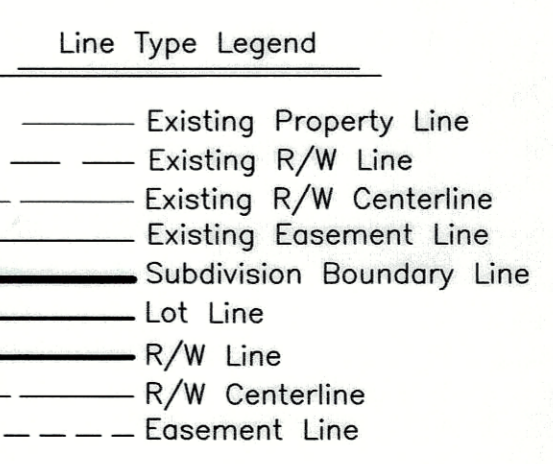 Line Type Legend
Existing Property Line
Existing R/W Line
Existing R/W Centerline
Existing Easement Line
Subdivision Boundary Line
Lot Line
R/W Line
R/W Centerline
Easement Line